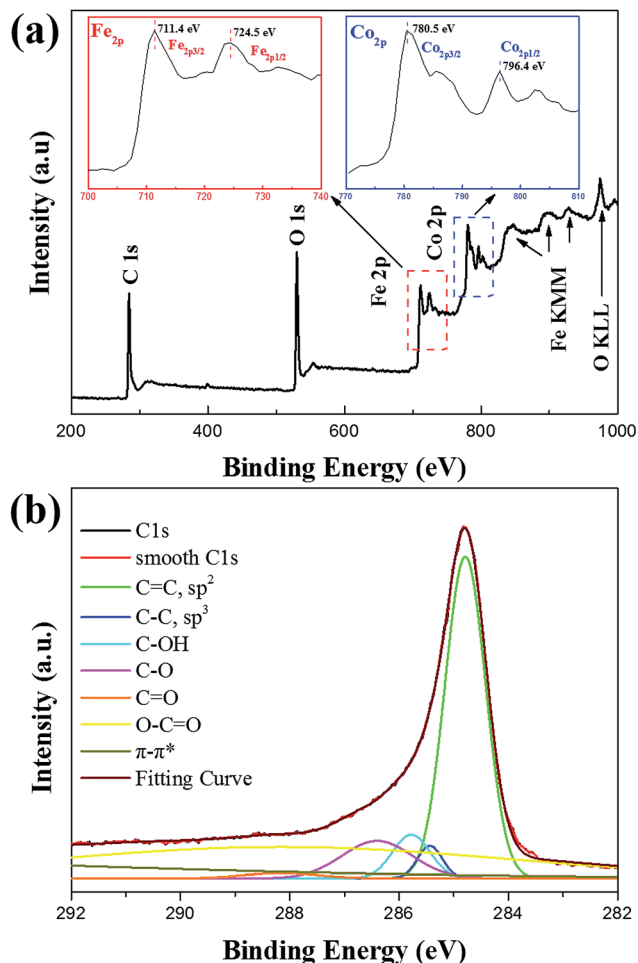 (a)
Fe2p
711.4 eV
Fe2p3/2
724.5 eV
Fe2p1/2
700 710 720 730 740
Co2p
780.5 eV
Co2p3/2
Co2p1/2
796.4 eV
770 780 790 800 810
Intensity (a.u)
C 1s
O 1s
Fe 2p
Co 2p
Fe KMM
O KLL
200 400 600 800 1000
Binding Energy (eV)
(b)
Intensity (a.u.)
C1s
smooth C1s
C=C, sp2
C-C, sp3
C-OH
C-O
C=O
O-C=O
π-π*
Fitting Curve
292 290 288 286 284 282
Binding Energy (eV)